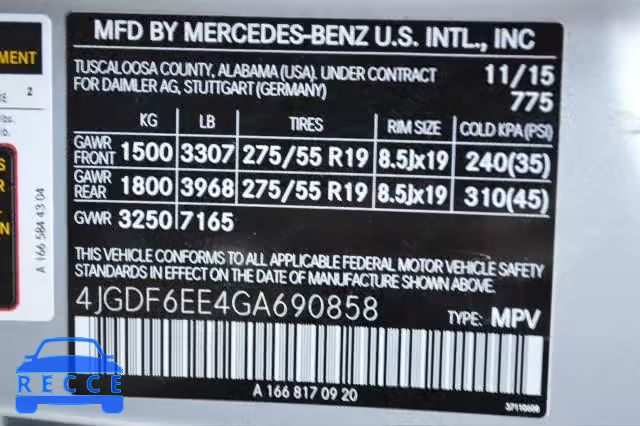 MFD BY MERCEDES-BENZ U.S. INTL., INC
TUSCALOOSA COUNTY, ALABAMA (USA). UNDER CONTRACT 11/15
FOR DAIMLER AG, STUTTGART (GERMANY) 775
KG LB TIRES RIM SIZE COLD KPA(PSI)
GAWR FRONT 1500 3307 275/55 R19 8.5Jx19 240(35)
GAWR REAR 1800 3968 275/55 R19 8.5Jx19 310(45)
GVWR 3250 7165
THIS VEHICLE CONFORMS TO ALL APPLICABLE FEDERAL MOTOR VEHICLE SAFETY
STANDARDS IN EFFECT ON THE DATE OF MANUFACTURE SHOWN ABOVE.
4JGDF6EE4GA690858 TYPE: MPV
A 166 817 09 20
MENT
2
A 166 584 43 04
RECCE